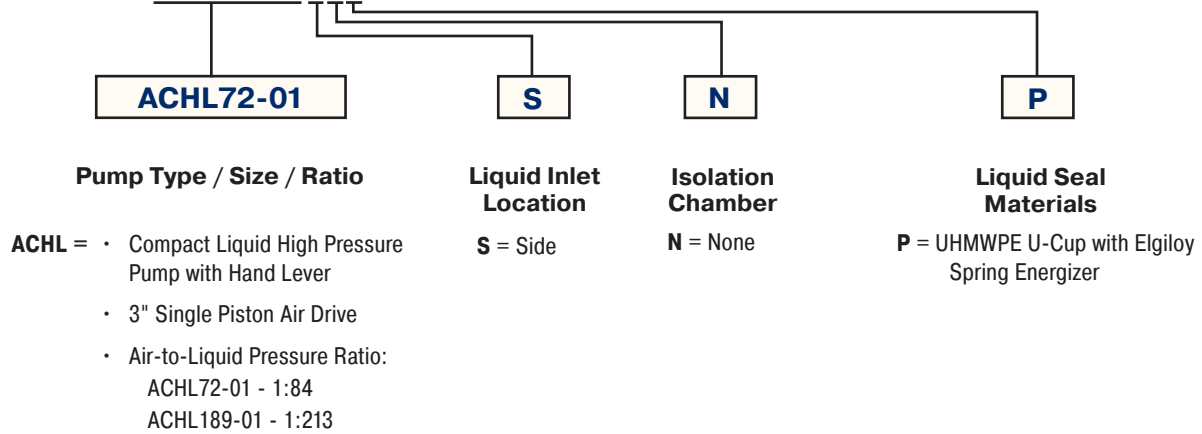 ACHL72-01
S
N
P
Pump Type / Size / Ratio
Liquid Inlet
Location
Isolation
Chamber
Liquid Seal
Materials
ACHL = • Compact Liquid High Pressure
Pump with Hand Lever
• 3" Single Piston Air Drive
• Air-to-Liquid Pressure Ratio:
ACHL72-01 - 1:84
ACHL189-01 - 1:213
S = Side
N = None
P = UHMWPE U-Cup with Elgiloy
Spring Energizer